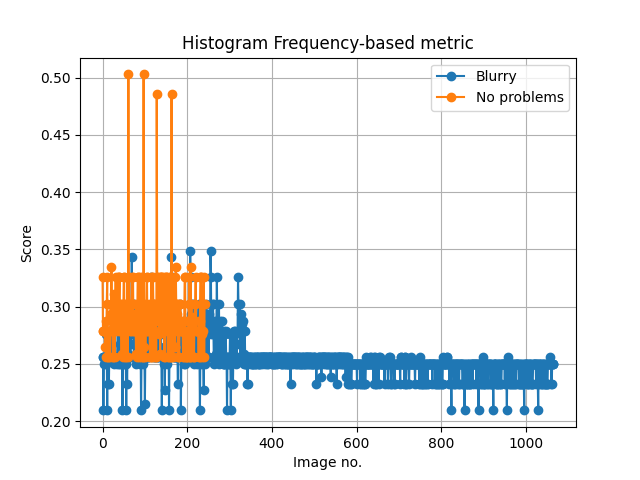 Histogram Frequency-based metric
Blurry
No problems
Score
0.50
0.45
0.40
0.35
0.30
0.25
0.20
0
200
400
600
800
1000
Image no.